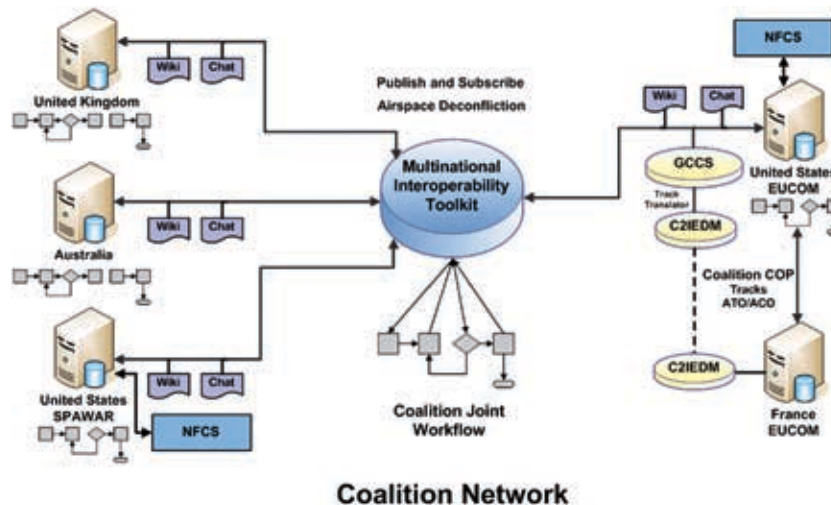 Wiki
Chat
United Kingdom
Publish and Subscribe
Airspace Deconfliction
Multinational
Interoperability
Toolkit
Wiki
Chat
Australia
Wiki
Chat
United States
SPAWAR
NFCS
Coalition Joint
Workflow
NFCS
Wiki
Chat
United States
EUCOM
GCCS
Track
Translator
C2IEDM
Coalition COP
Tracks
ATO/ACO
C2IEDM
France
EUCOM
Coalition Network